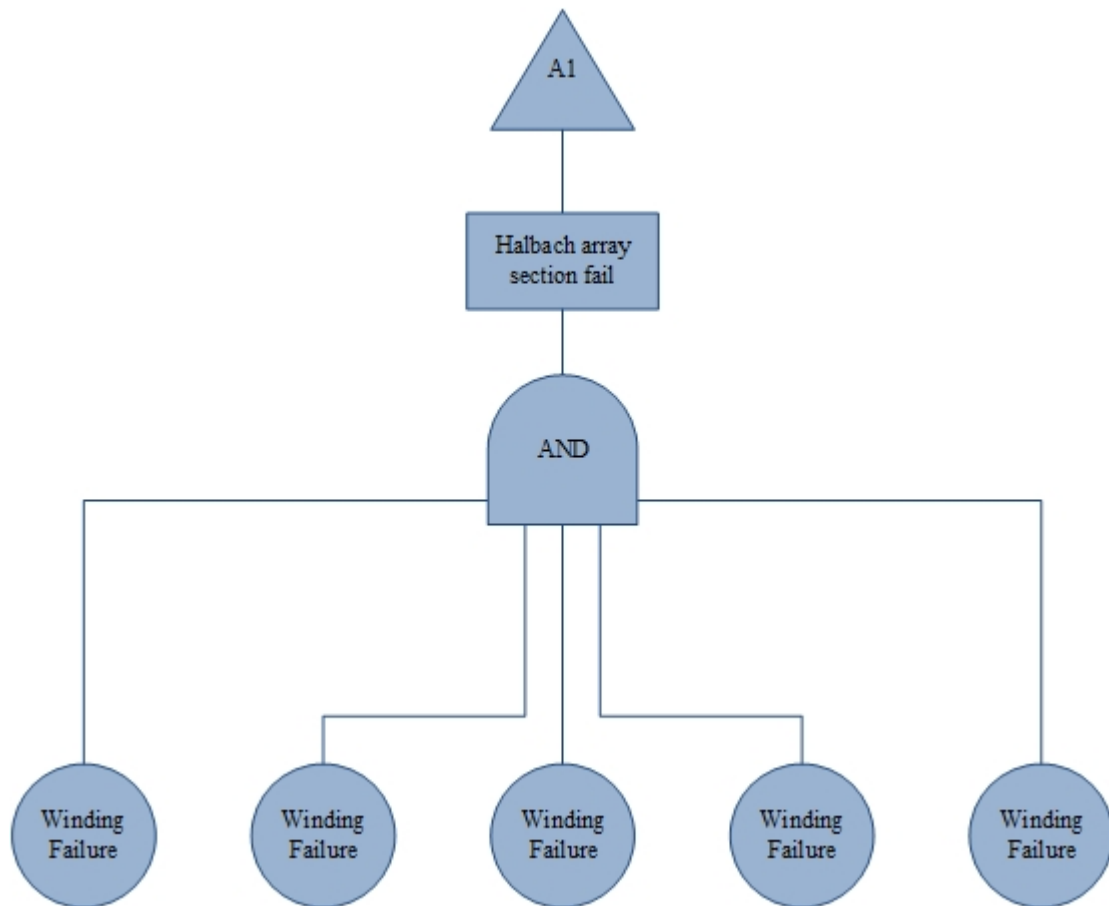 A1
Halbach array
section fail
AND
Winding
Failure
Winding
Failure
Winding
Failure
Winding
Failure
Winding
Failure